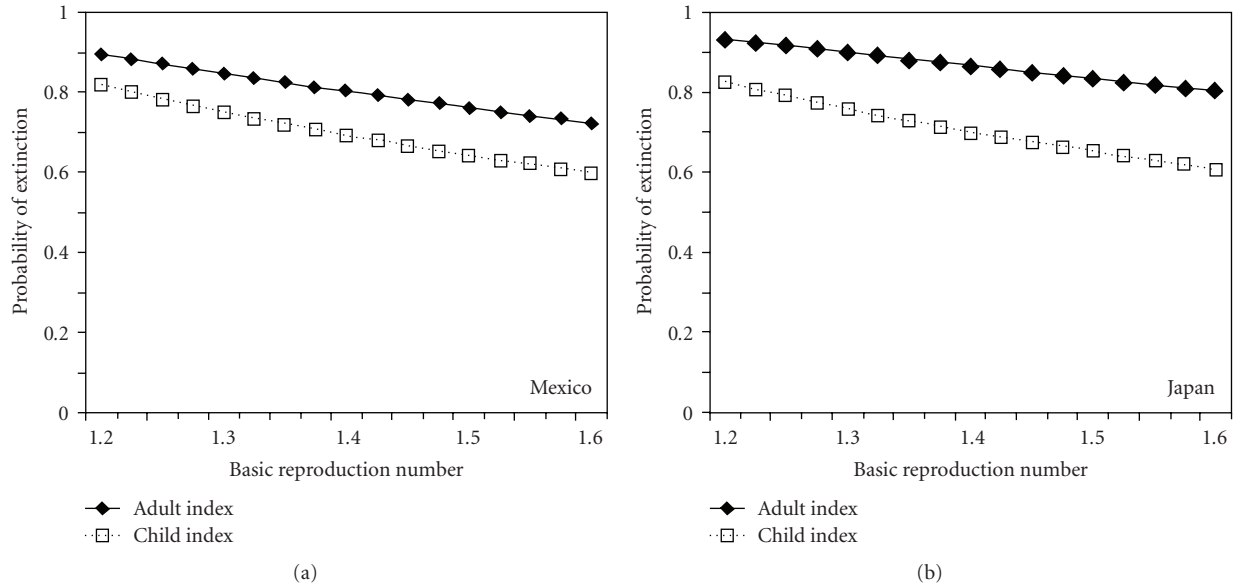 1
0.8
0.6
0.4
0.2
0
Probability of extinction
Mexico
1.2 1.3 1.4 1.5 1.6
Basic reproduction number
Adult index
Child index
(a)
1
0.8
0.6
0.4
0.2
0
Probability of extinction
Japan
1.2 1.3 1.4 1.5 1.6
Basic reproduction number
Adult index
Child index
(b)